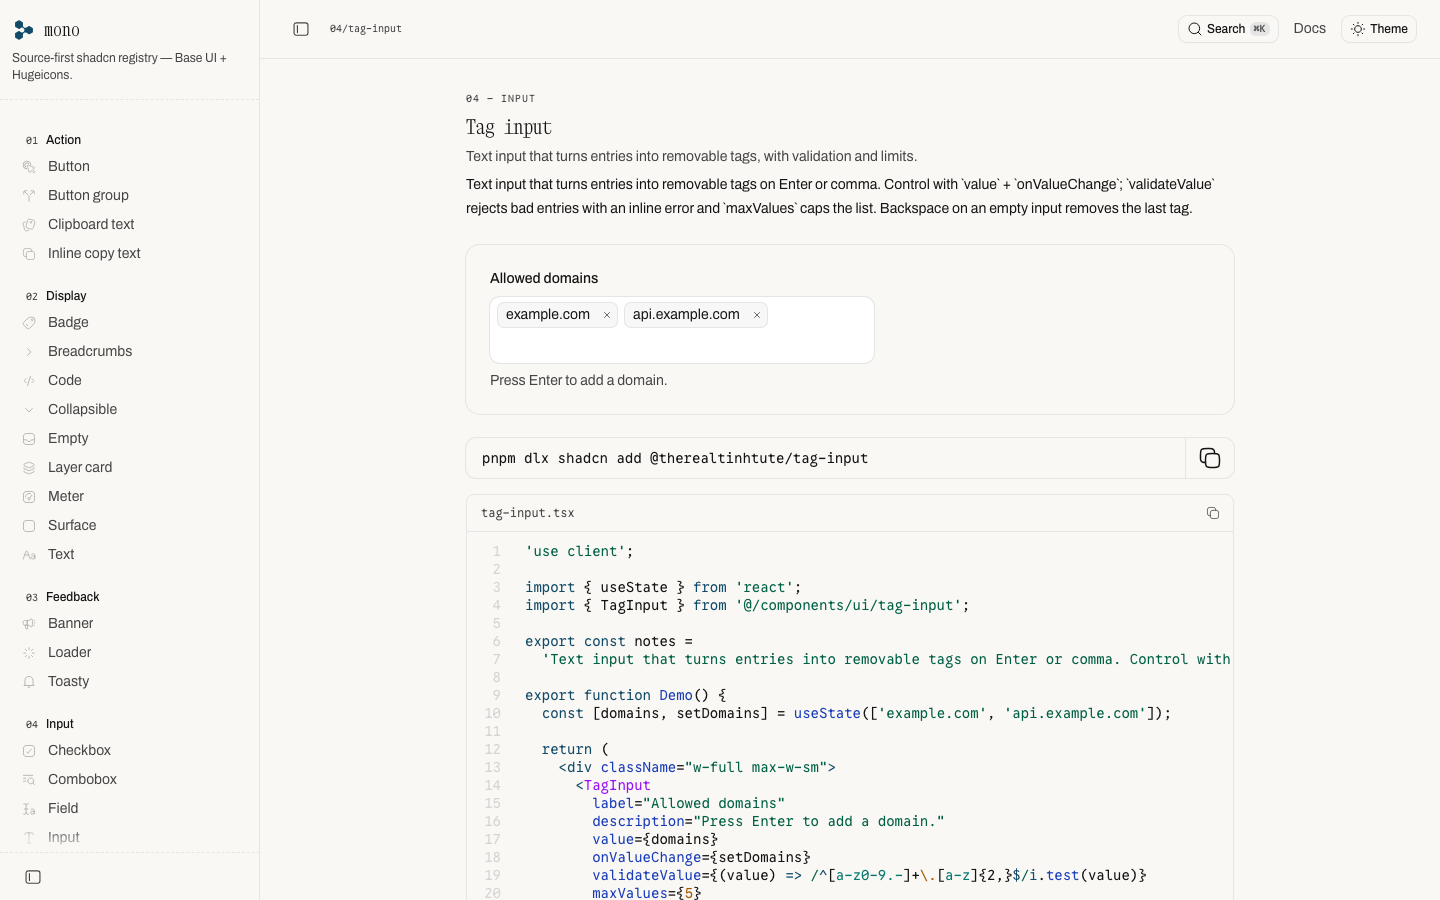 mono
Source-first shadcn registry — Base UI +
Hugeicons.
01 Action
Button
Button group
Clipboard text
Inline copy text
02 Display
Badge
Breadcrumbs
Code
Collapsible
Empty
Layer card
Meter
Surface
Text
03 Feedback
Banner
Loader
Toasty
04 Input
Checkbox
Combobox
Field
Input
04/tag-input
Search ⌘K
Docs
Theme
04 — INPUT
Tag input
Text input that turns entries into removable tags, with validation and limits.
Text input that turns entries into removable tags on Enter or comma. Control with `value` + `onValueChange`; `validateValue`
rejects bad entries with an inline error and `maxValues` caps the list. Backspace on an empty input removes the last tag.
Allowed domains
example.com × api.example.com ×
Press Enter to add a domain.
pnpm dlx shadcn add @therealtinhtute/tag-input
tag-input.tsx
1 'use client';
2
3 import { useState } from 'react';
4 import { TagInput } from '@/components/ui/tag-input';
5
6 export const notes =
7 'Text input that turns entries into removable tags on Enter or comma. Control with
8
9 export function Demo() {
10 const [domains, setDomains] = useState(['example.com', 'api.example.com']);
11
12 return (
13 <div className="w-full max-w-sm">
14 <TagInput
15 label="Allowed domains"
16 description="Press Enter to add a domain."
17 value={domains}
18 onValueChange={setDomains}
19 validateValue={(value) => /^[a-z0-9.-]+\.[a-z]{2,}$/i.test(value)}
20 maxValues={5}